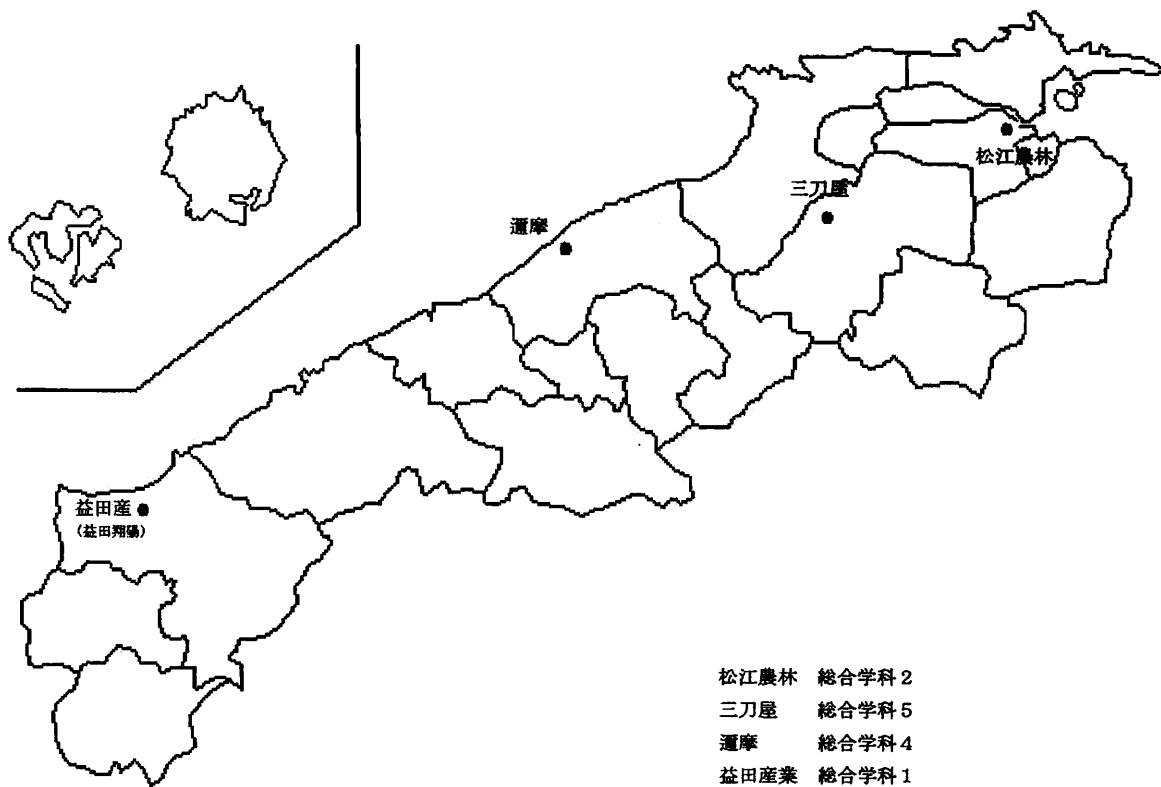 松江農林
三刀屋
邇摩
益田産
(益田翔陽)
松江農林 総合学科2
三刀屋 総合学科5
邇摩 総合学科4
益田産業 総合学科1